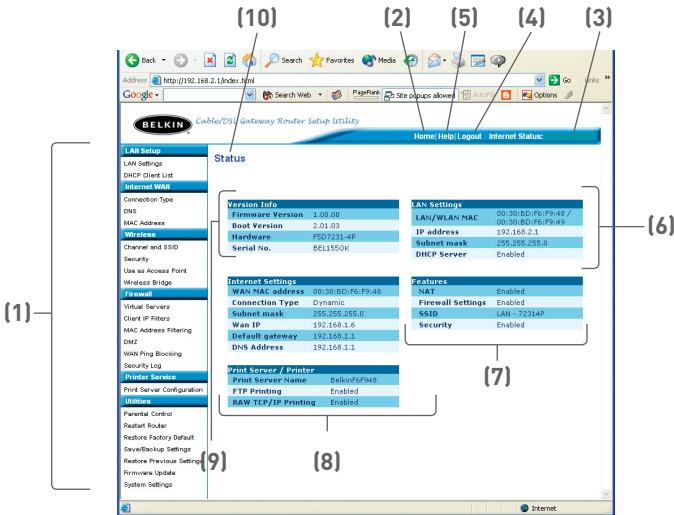 (10) (2) (5) (4) (3)
Back Search Favorites Media
Address http://192.168.2.1/index.html Go Links »
Google Search Web PageRank Site popups allowed AutoFill Options
BELKIN Cable/DSL Gateway Router Setup Utility
Home|Help|Logout Internet Status:
LAN Setup
LAN Settings
DHCP Client List
Internet WAN
Connection Type
DNS
MAC Address
Wireless
Channel and SSID
Security
Use as Access Point
Wireless Bridge
Firewall
Virtual Servers
Client IP Filters
MAC Address Filtering
DMZ
WAN Ping Blocking
Security Log
Printer Service
Print Server Configuration
Utilities
Parental Control
Restart Router
Restore Factory Default
Save/Backup Settings
Restore Previous Settings
Firmware Update
System Settings
(1)
Status
Version Info
Firmware Version 1.00.00
Boot Version 2.01.03
Hardware F5D7231-4P
Serial No. BEL1550K
LAN Settings
LAN/WLAN MAC 00:30:BD:F6:F9:48 /
00:30:BD:F6:F9:49
IP address 192.168.2.1
Subnet mask 255.255.255.0
DHCP Server Enabled
(6)
Internet Settings
WAN MAC address 00:30:BD:F6:F9:48
Connection Type Dynamic
Subnet mask 255.255.255.0
Wan IP 192.168.1.6
Default gateway 192.168.1.1
DNS Address 192.168.1.1
Features
NAT Enabled
Firewall Settings Enabled
SSID LAN - 72314P
Security Enabled
(7)
Print Server / Printer
Print Server Name BelkinF6F948
FTP Printing Enabled
RAW TCP/IP Printing Enabled
(9) (8)
Internet